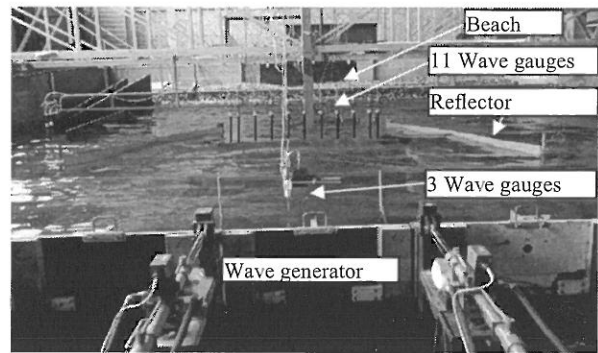 Beach
11 Wave gauges
Reflector
3 Wave gauges
Wave generator